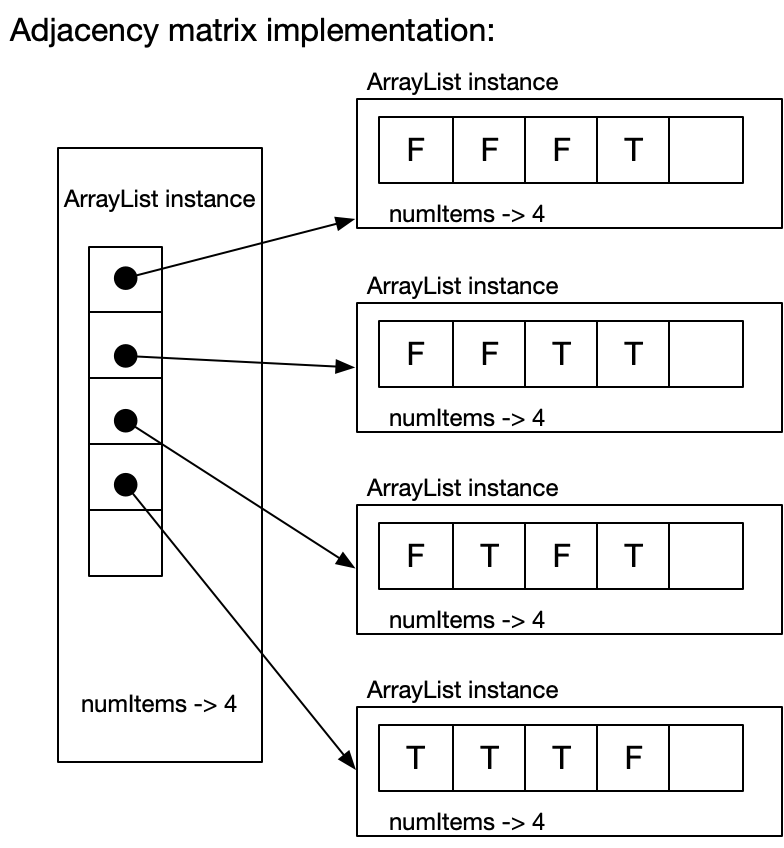 Adjacency matrix implementation:
ArrayList instance
numItems -> 4
ArrayList instance
F F F T
numItems -> 4
ArrayList instance
F F T T
numItems -> 4
ArrayList instance
F T F T
numItems -> 4
ArrayList instance
T T T F
numItems -> 4